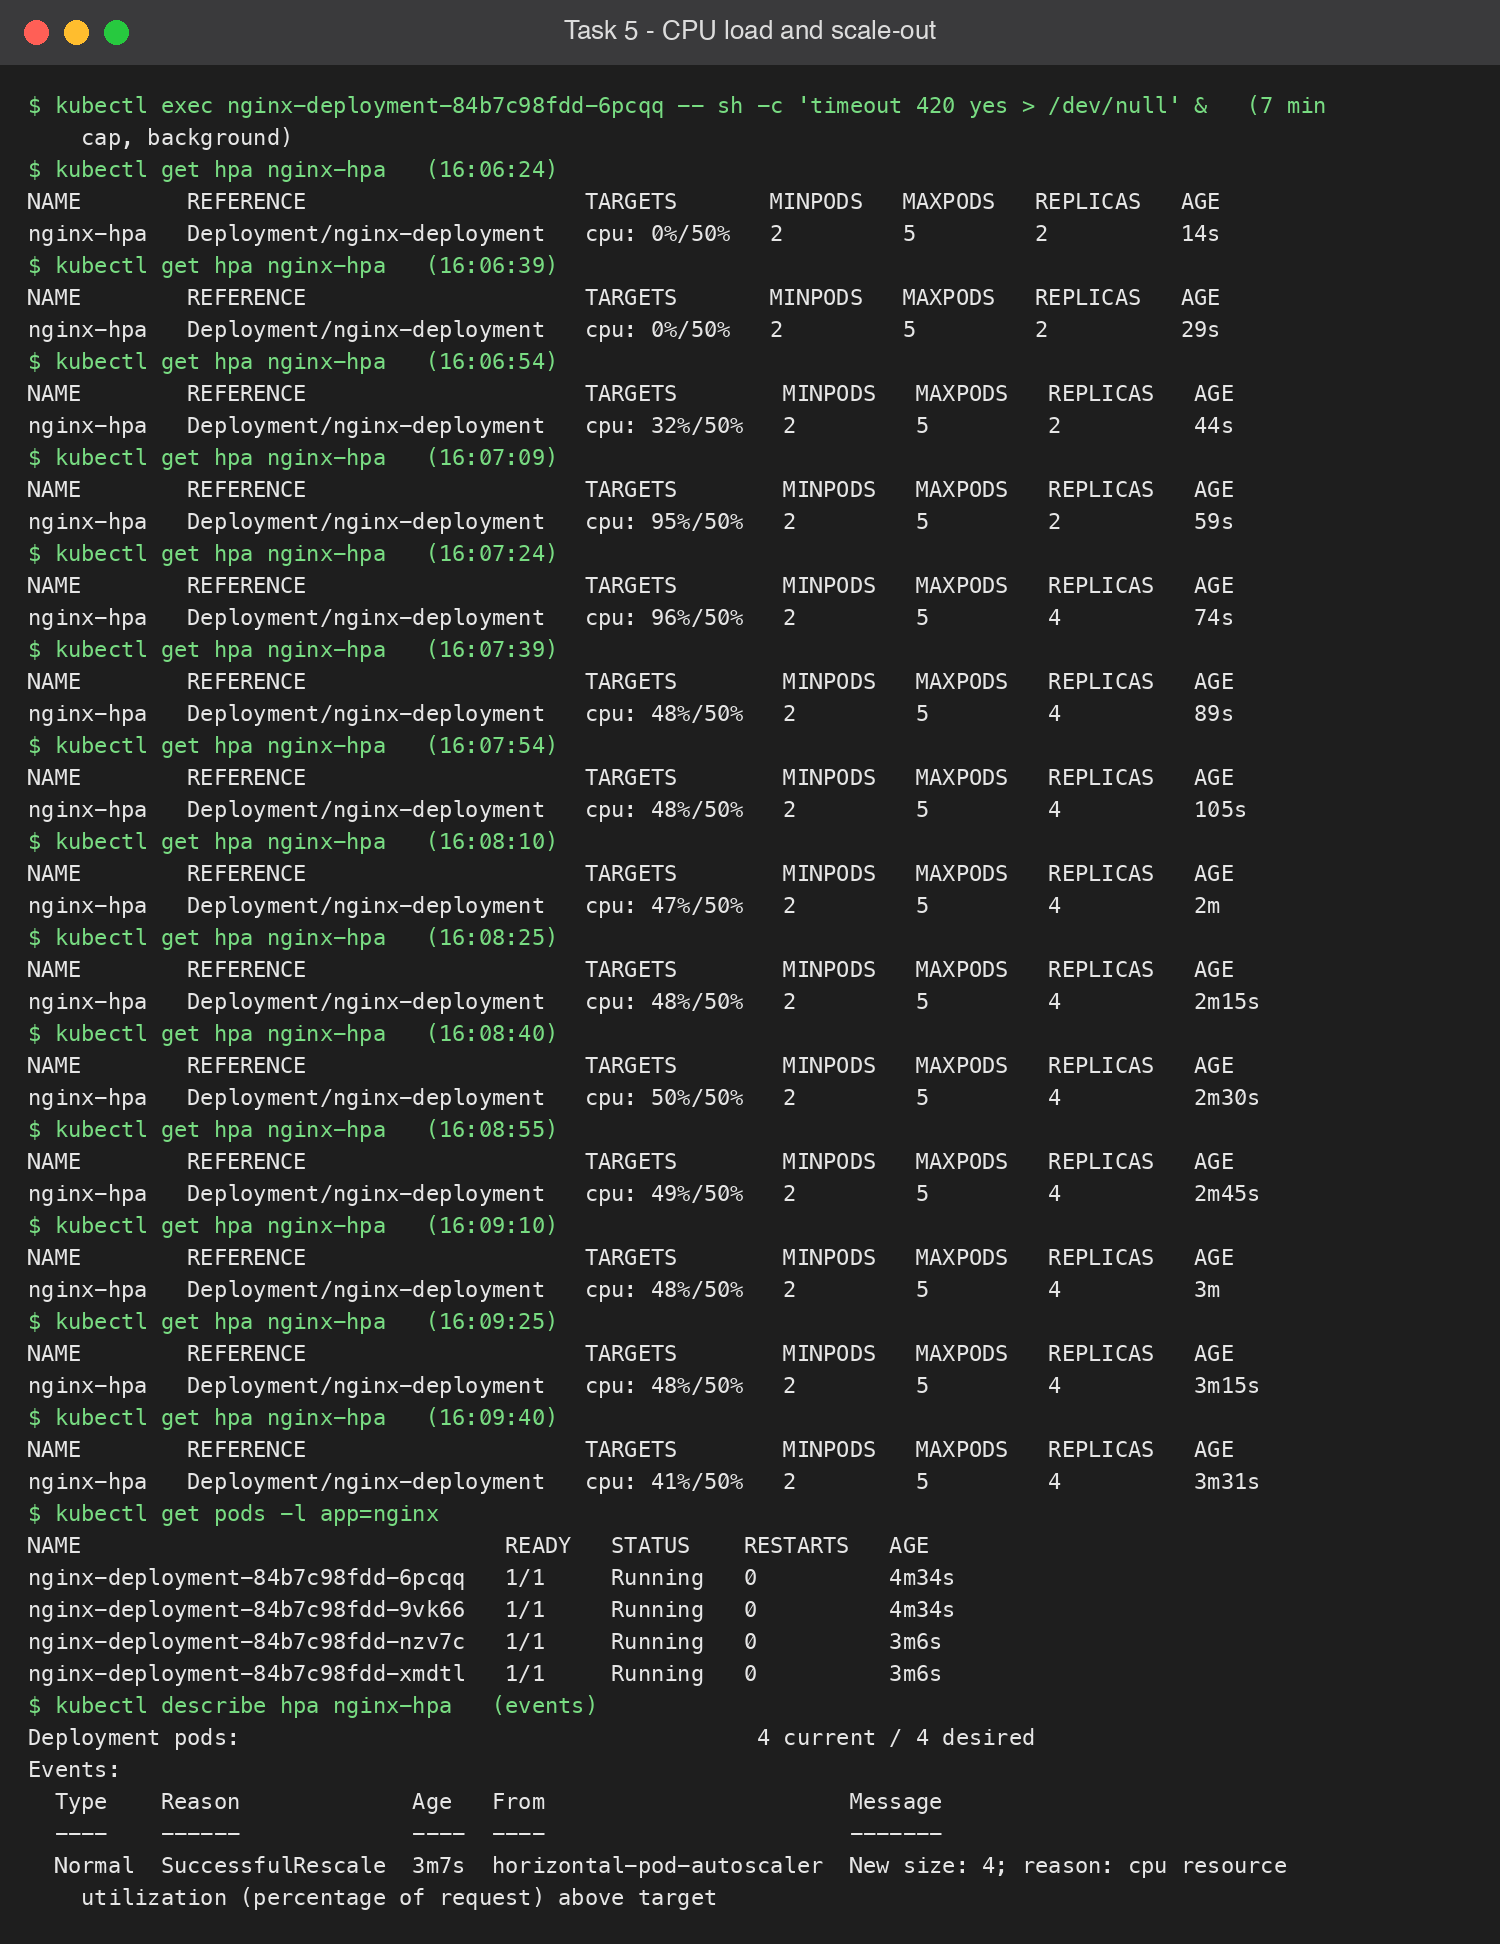 Task 5 - CPU load and scale-out
$ kubectl exec nginx-deployment-84b7c98fdd-6pcqq -- sh -c 'timeout 420 yes > /dev/null' &   (7 min
    cap, background)
$ kubectl get hpa nginx-hpa   (16:06:24)
NAME        REFERENCE                     TARGETS       MINPODS   MAXPODS   REPLICAS   AGE
nginx-hpa   Deployment/nginx-deployment   cpu: 0%/50%   2         5         2          14s
$ kubectl get hpa nginx-hpa   (16:06:39)
NAME        REFERENCE                     TARGETS       MINPODS   MAXPODS   REPLICAS   AGE
nginx-hpa   Deployment/nginx-deployment   cpu: 0%/50%   2         5         2          29s
$ kubectl get hpa nginx-hpa   (16:06:54)
NAME        REFERENCE                     TARGETS        MINPODS   MAXPODS   REPLICAS   AGE
nginx-hpa   Deployment/nginx-deployment   cpu: 32%/50%   2         5         2          44s
$ kubectl get hpa nginx-hpa   (16:07:09)
NAME        REFERENCE                     TARGETS        MINPODS   MAXPODS   REPLICAS   AGE
nginx-hpa   Deployment/nginx-deployment   cpu: 95%/50%   2         5         2          59s
$ kubectl get hpa nginx-hpa   (16:07:24)
NAME        REFERENCE                     TARGETS        MINPODS   MAXPODS   REPLICAS   AGE
nginx-hpa   Deployment/nginx-deployment   cpu: 96%/50%   2         5         4          74s
$ kubectl get hpa nginx-hpa   (16:07:39)
NAME        REFERENCE                     TARGETS        MINPODS   MAXPODS   REPLICAS   AGE
nginx-hpa   Deployment/nginx-deployment   cpu: 48%/50%   2         5         4          89s
$ kubectl get hpa nginx-hpa   (16:07:54)
NAME        REFERENCE                     TARGETS        MINPODS   MAXPODS   REPLICAS   AGE
nginx-hpa   Deployment/nginx-deployment   cpu: 48%/50%   2         5         4          105s
$ kubectl get hpa nginx-hpa   (16:08:10)
NAME        REFERENCE                     TARGETS        MINPODS   MAXPODS   REPLICAS   AGE
nginx-hpa   Deployment/nginx-deployment   cpu: 47%/50%   2         5         4          2m
$ kubectl get hpa nginx-hpa   (16:08:25)
NAME        REFERENCE                     TARGETS        MINPODS   MAXPODS   REPLICAS   AGE
nginx-hpa   Deployment/nginx-deployment   cpu: 48%/50%   2         5         4          2m15s
$ kubectl get hpa nginx-hpa   (16:08:40)
NAME        REFERENCE                     TARGETS        MINPODS   MAXPODS   REPLICAS   AGE
nginx-hpa   Deployment/nginx-deployment   cpu: 50%/50%   2         5         4          2m30s
$ kubectl get hpa nginx-hpa   (16:08:55)
NAME        REFERENCE                     TARGETS        MINPODS   MAXPODS   REPLICAS   AGE
nginx-hpa   Deployment/nginx-deployment   cpu: 49%/50%   2         5         4          2m45s
$ kubectl get hpa nginx-hpa   (16:09:10)
NAME        REFERENCE                     TARGETS        MINPODS   MAXPODS   REPLICAS   AGE
nginx-hpa   Deployment/nginx-deployment   cpu: 48%/50%   2         5         4          3m
$ kubectl get hpa nginx-hpa   (16:09:25)
NAME        REFERENCE                     TARGETS        MINPODS   MAXPODS   REPLICAS   AGE
nginx-hpa   Deployment/nginx-deployment   cpu: 48%/50%   2         5         4          3m15s
$ kubectl get hpa nginx-hpa   (16:09:40)
NAME        REFERENCE                     TARGETS        MINPODS   MAXPODS   REPLICAS   AGE
nginx-hpa   Deployment/nginx-deployment   cpu: 41%/50%   2         5         4          3m31s
$ kubectl get pods -l app=nginx
NAME                                READY   STATUS    RESTARTS   AGE
nginx-deployment-84b7c98fdd-6pcqq   1/1     Running   0          4m34s
nginx-deployment-84b7c98fdd-9vk66   1/1     Running   0          4m34s
nginx-deployment-84b7c98fdd-nzv7c   1/1     Running   0          3m6s
nginx-deployment-84b7c98fdd-xmdtl   1/1     Running   0          3m6s
$ kubectl describe hpa nginx-hpa   (events)
Deployment pods:                                       4 current / 4 desired
Events:
  Type    Reason             Age   From                       Message
  ----    ------             ----  ----                       -------
  Normal  SuccessfulRescale  3m7s  horizontal-pod-autoscaler  New size: 4; reason: cpu resource
    utilization (percentage of request) above target